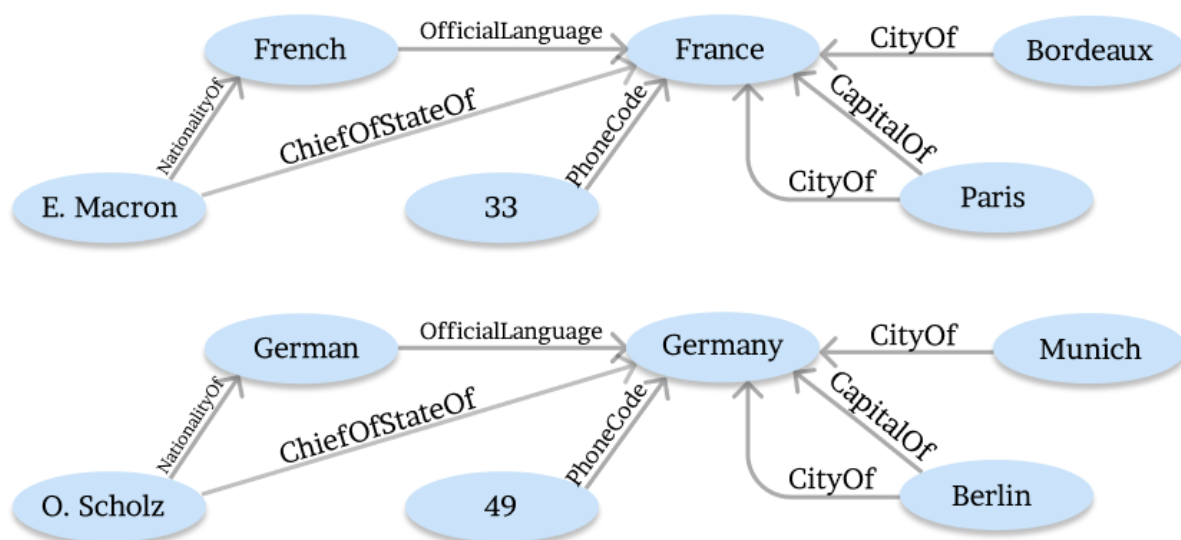 French
OfficialLanguage
France
CityOf
Bordeaux
NationalityOf
ChiefOfStateOf
PhoneCode
CapitalOf
E. Macron
33
CityOf
Paris
German
OfficialLanguage
Germany
CityOf
Munich
NationalityOf
ChiefOfStateOf
PhoneCode
CapitalOf
O. Scholz
49
CityOf
Berlin